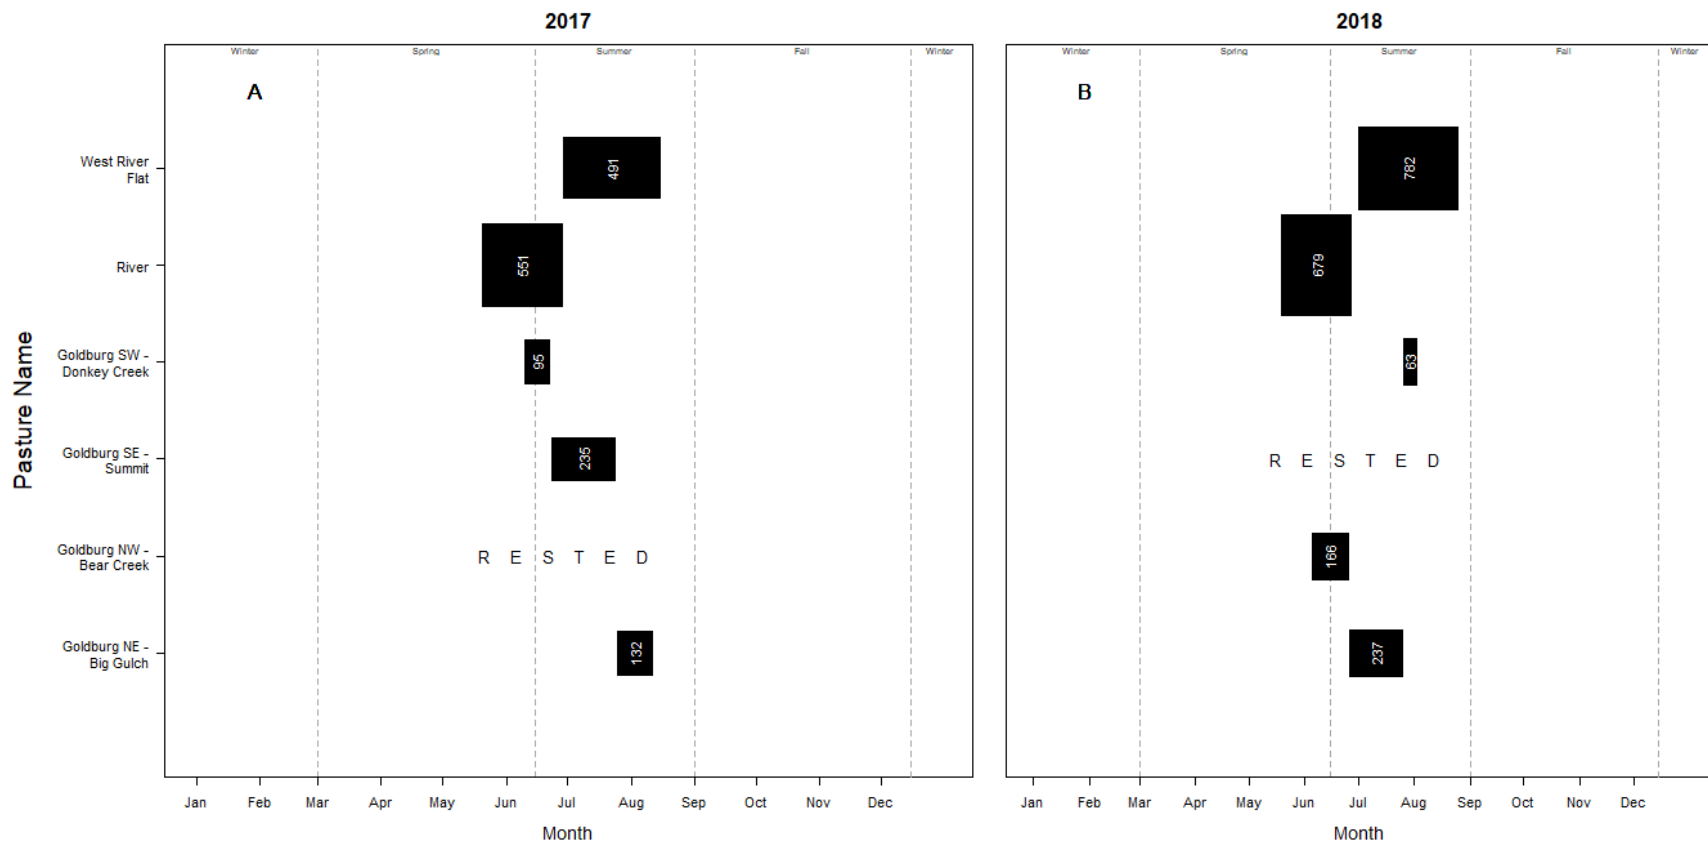 2017
2018
Winter Spring Summer Fall Winter
Winter Spring Summer Fall Winter
A
B
Pasture Name
West River
Flat
491
782
River
551
679
Goldburg SW -
Donkey Creek
95
63
Goldburg SE -
Summit
235
R E S T E D
Goldburg NW -
Bear Creek
R E S T E D
166
Goldburg NE -
Big Gulch
132
237
Jan Feb Mar Apr May Jun Jul Aug Sep Oct Nov Dec
Jan Feb Mar Apr May Jun Jul Aug Sep Oct Nov Dec
Month
Month